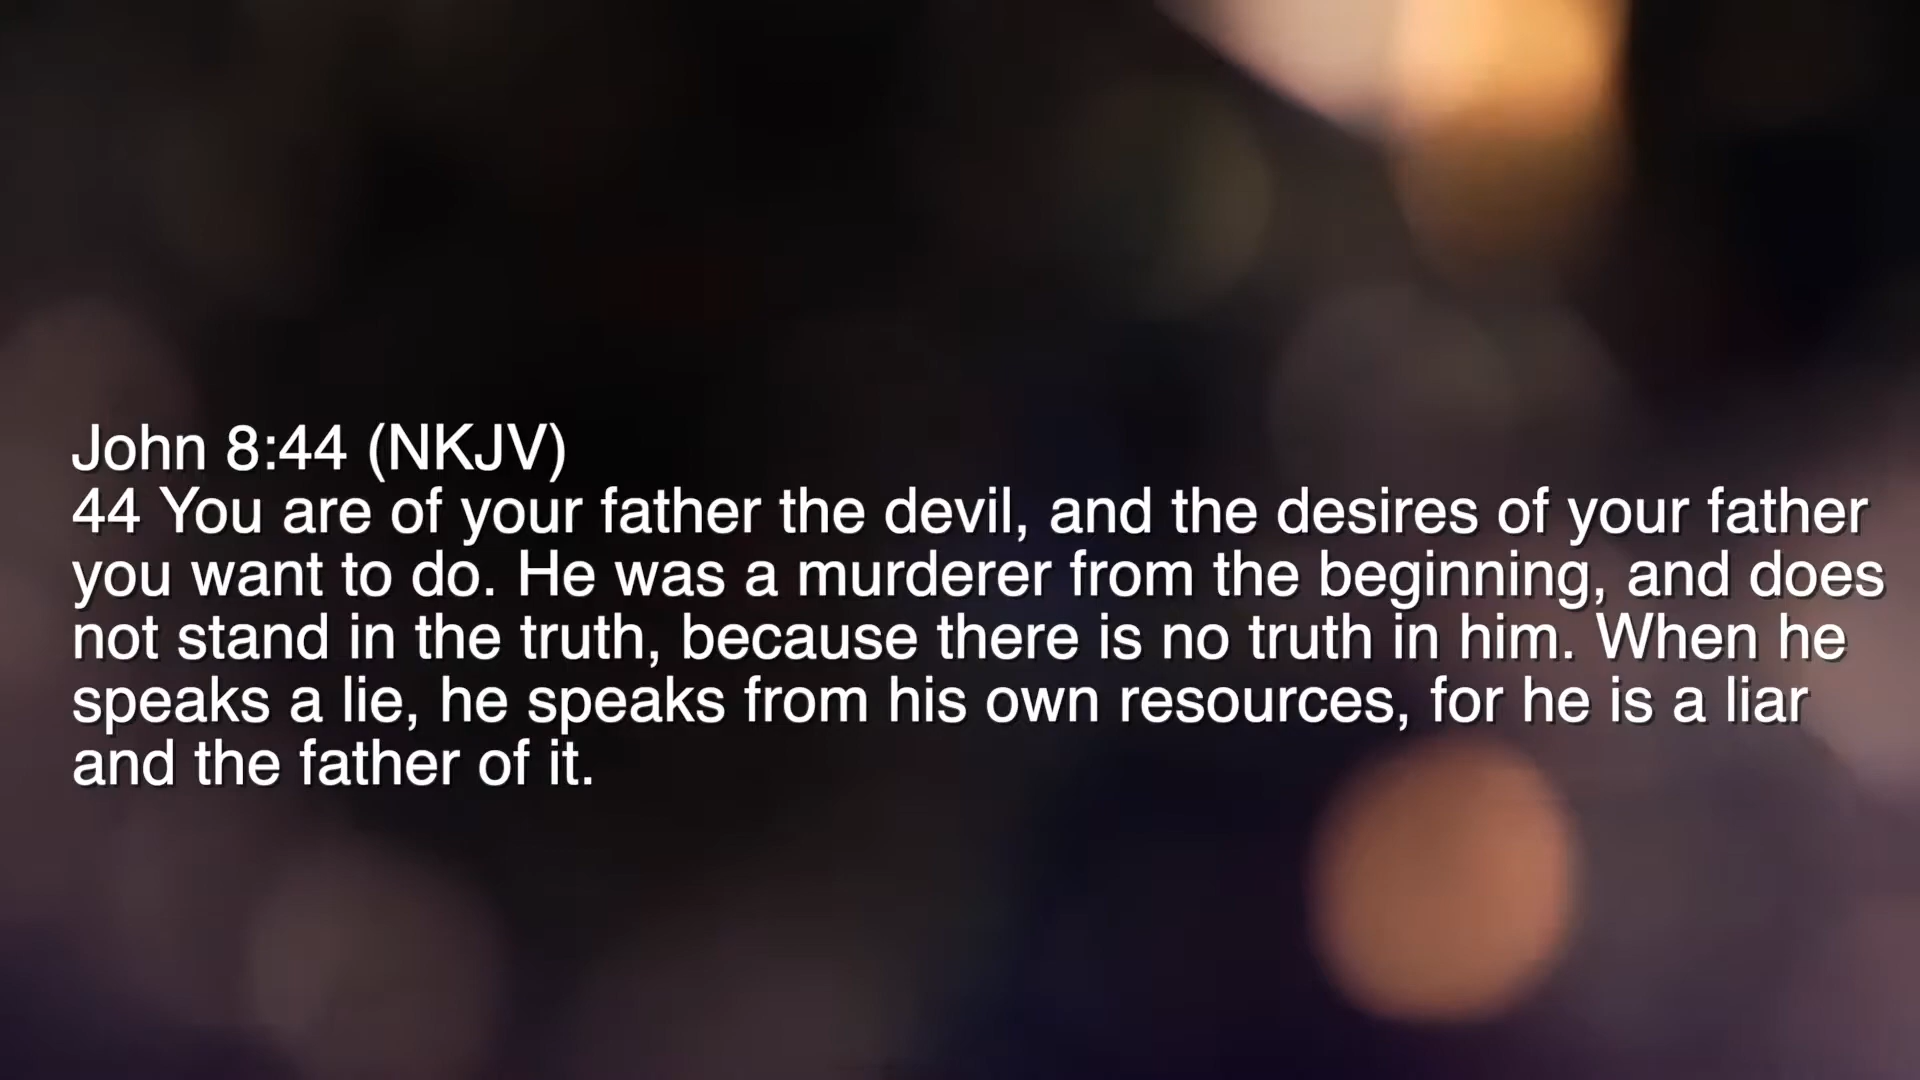 John 8:44 (NKJV)
44 You are of your father the devil, and the desires of your father
you want to do. He was a murderer from the beginning, and does
not stand in the truth, because there is no truth in him. When he
speaks a lie, he speaks from his own resources, for he is a liar
and the father of it.